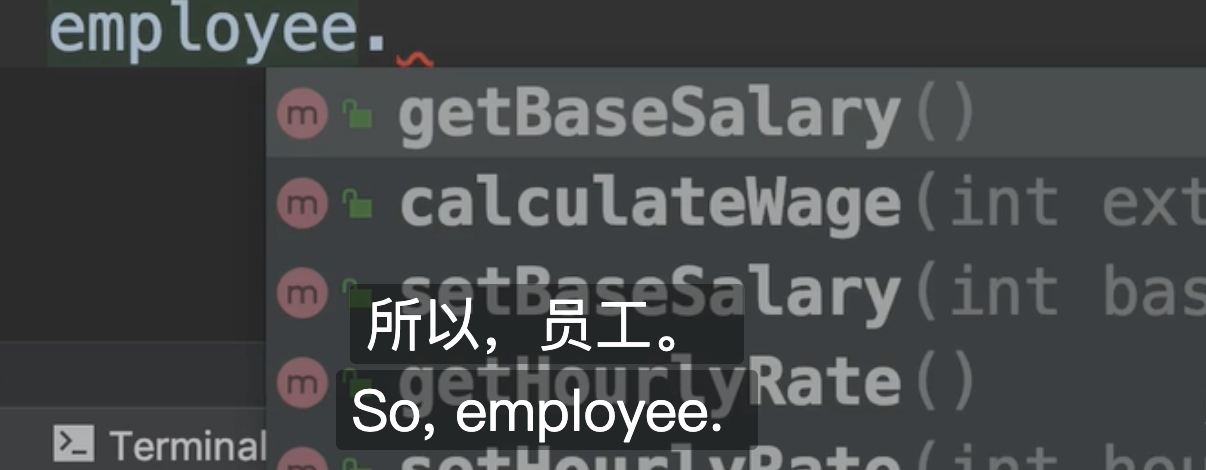 employee.
m getBaseSalary()
m calculateWage(int ext
m setBaseSalary(int bas
所以，员工。
m getHourlyRate()
So, employee.
Terminal
m setHourlyRate(int hou